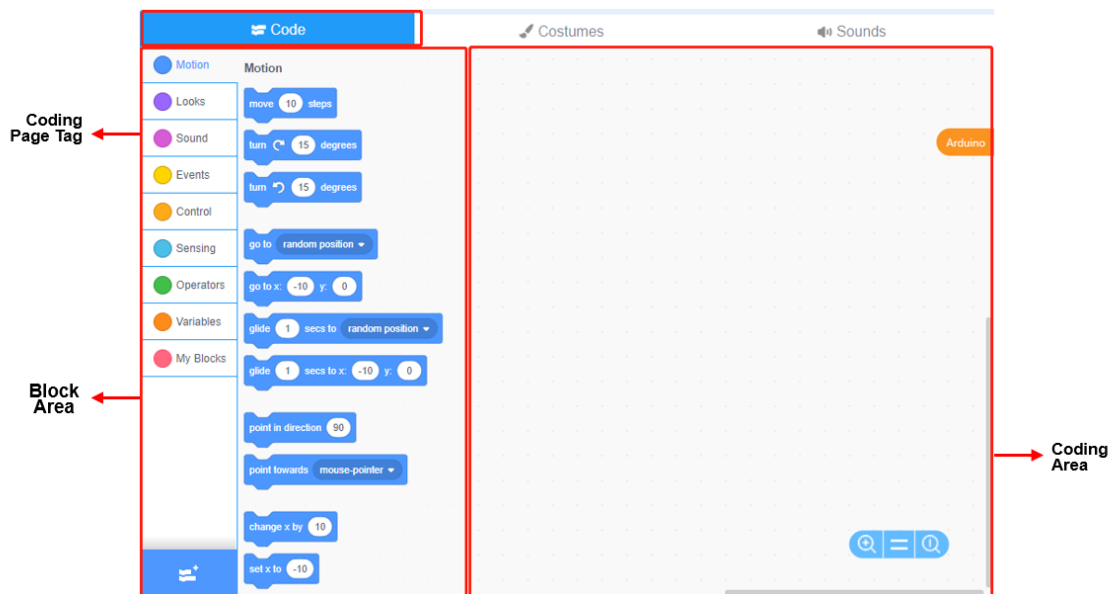 Code
Costumes
Sounds
Motion
Looks
Sound
Events
Control
Sensing
Operators
Variables
My Blocks
Motion
move 10 steps
turn 15 degrees
turn 15 degrees
go to random position
go to x: -10 y: 0
glide 1 secs to random position
glide 1 secs to x: -10 y: 0
point in direction 90
point towards mouse-pointer
change x by 10
set x to -10
Arduino
Coding
Page Tag
Block
Area
Coding
Area